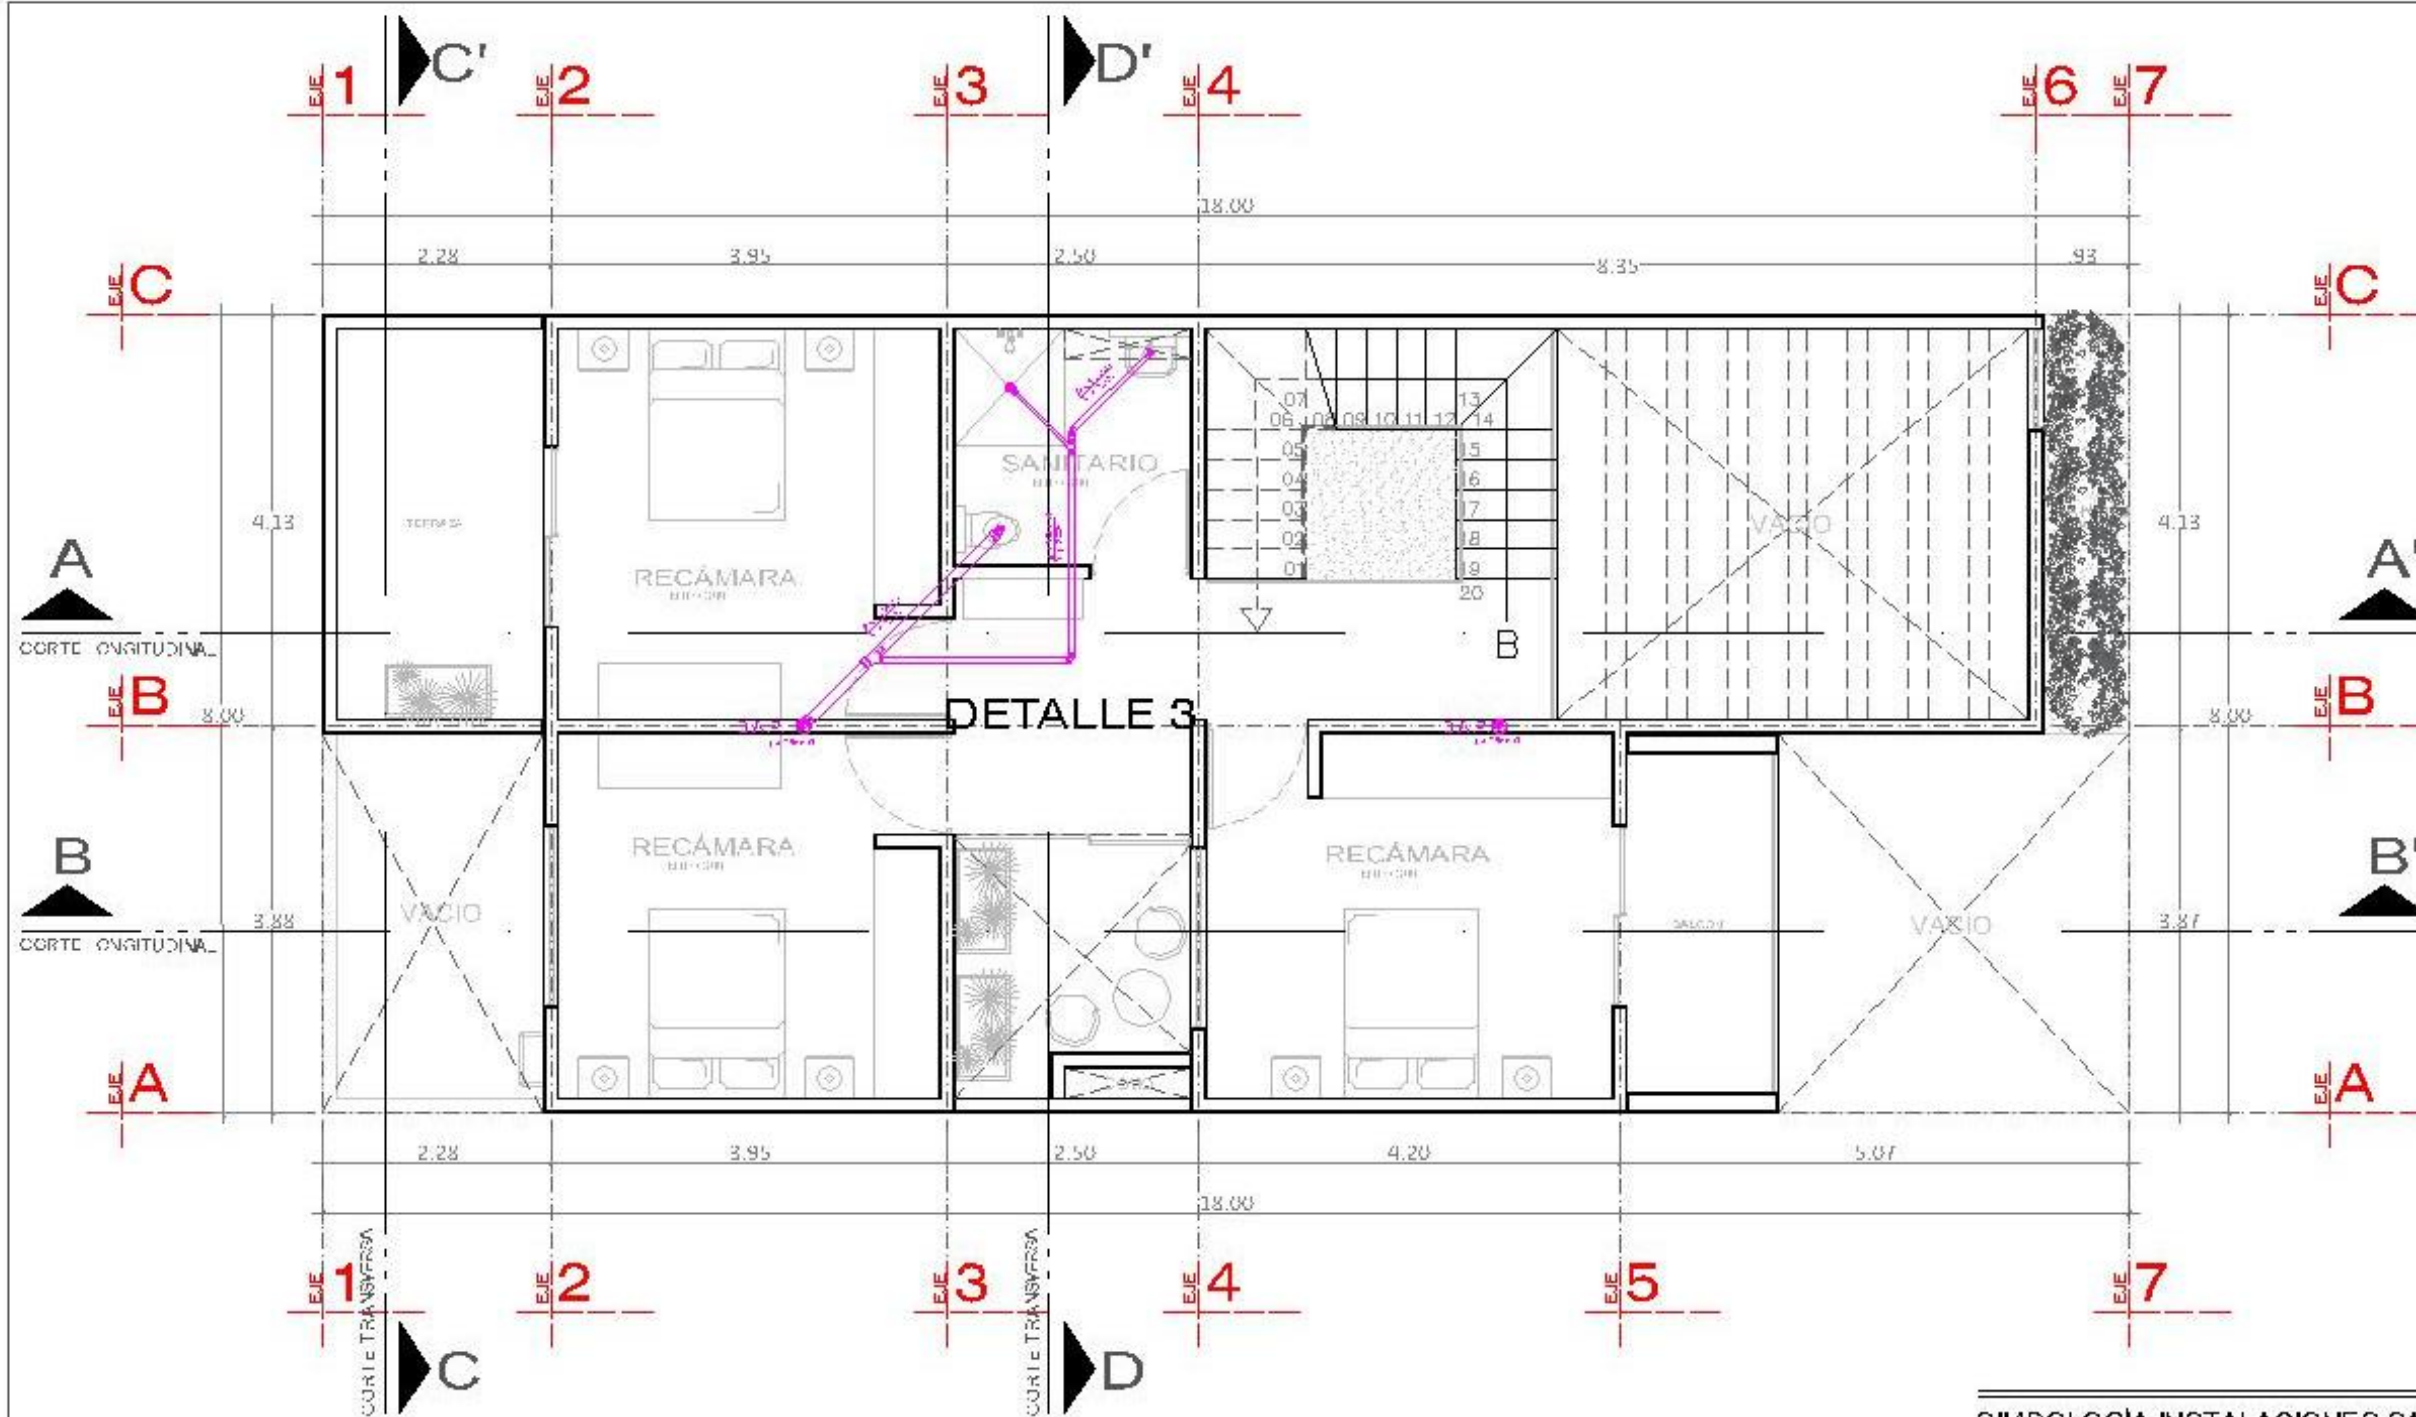 C' D'
EJE 1 EJE 2 EJE 3 EJE 4 EJE 6 EJE 7
18.00
2.28 3.95 2.50 8.35 .93
EJE C EJE C
07 13
06 08 09 10 11 12 14
05 15
SANITARIO
04 16
03 17
4.13 TERRAZA VACIO 4.13
02 18
A A'
RECÁMARA 01 19
20
B
CORTE LONGITUDINAL
EJE B EJE B
8.00 DETALLE 3 8.00
B RECÁMARA RECÁMARA B'
VACIO VACIO
3.88 BALCON 3.87
CORTE LONGITUDINAL
EJE A EJE A
2.28 3.95 2.50 4.20 5.07
18.00
EJE 1 EJE 2 EJE 3 EJE 4 EJE 5 EJE 7
CORTE TRANSVERSAL CORTE TRANSVERSAL
C D